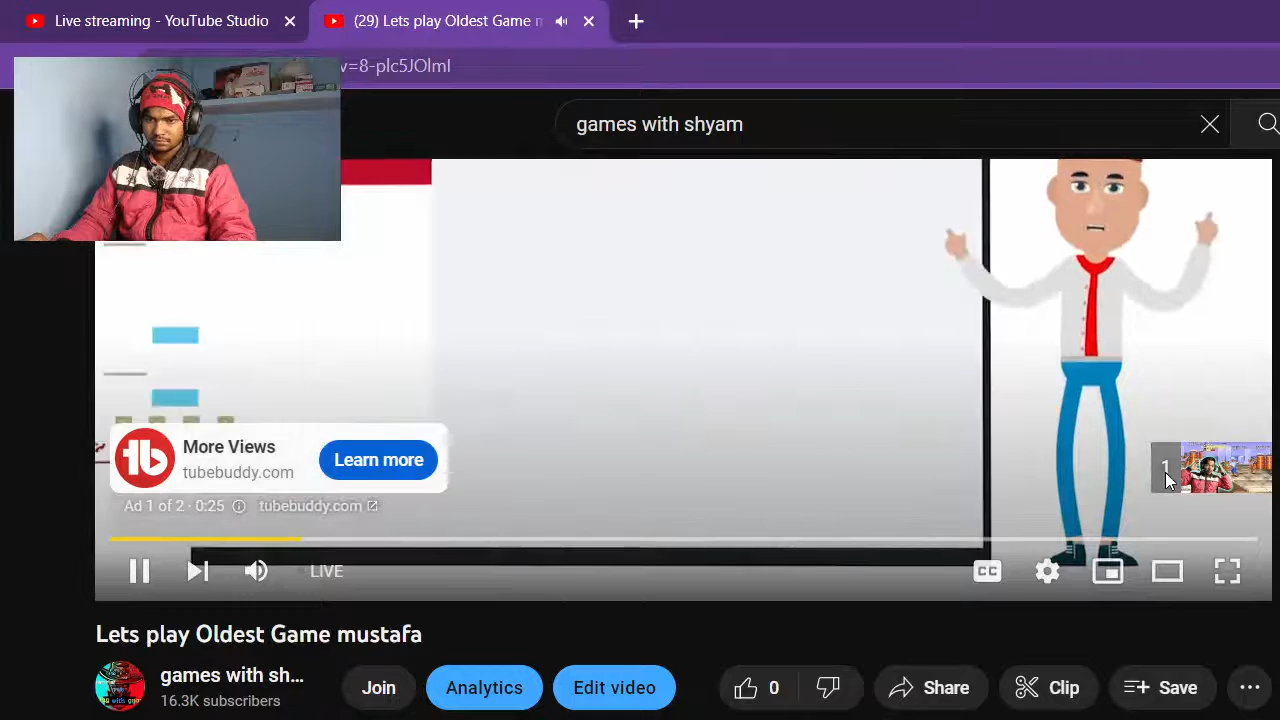 Live streaming - YouTube Studio
(29) Lets play Oldest Game
v=8-plc5JOlmI
games with shyam
1
More Views
tubebuddy.com
Learn more
Ad 1 of 2 · 0:25
tubebuddy.com
LIVE
CC
Lets play Oldest Game mustafa
games with sh...
16.3K subscribers
Join
Analytics
Edit video
0
Share
Clip
Save